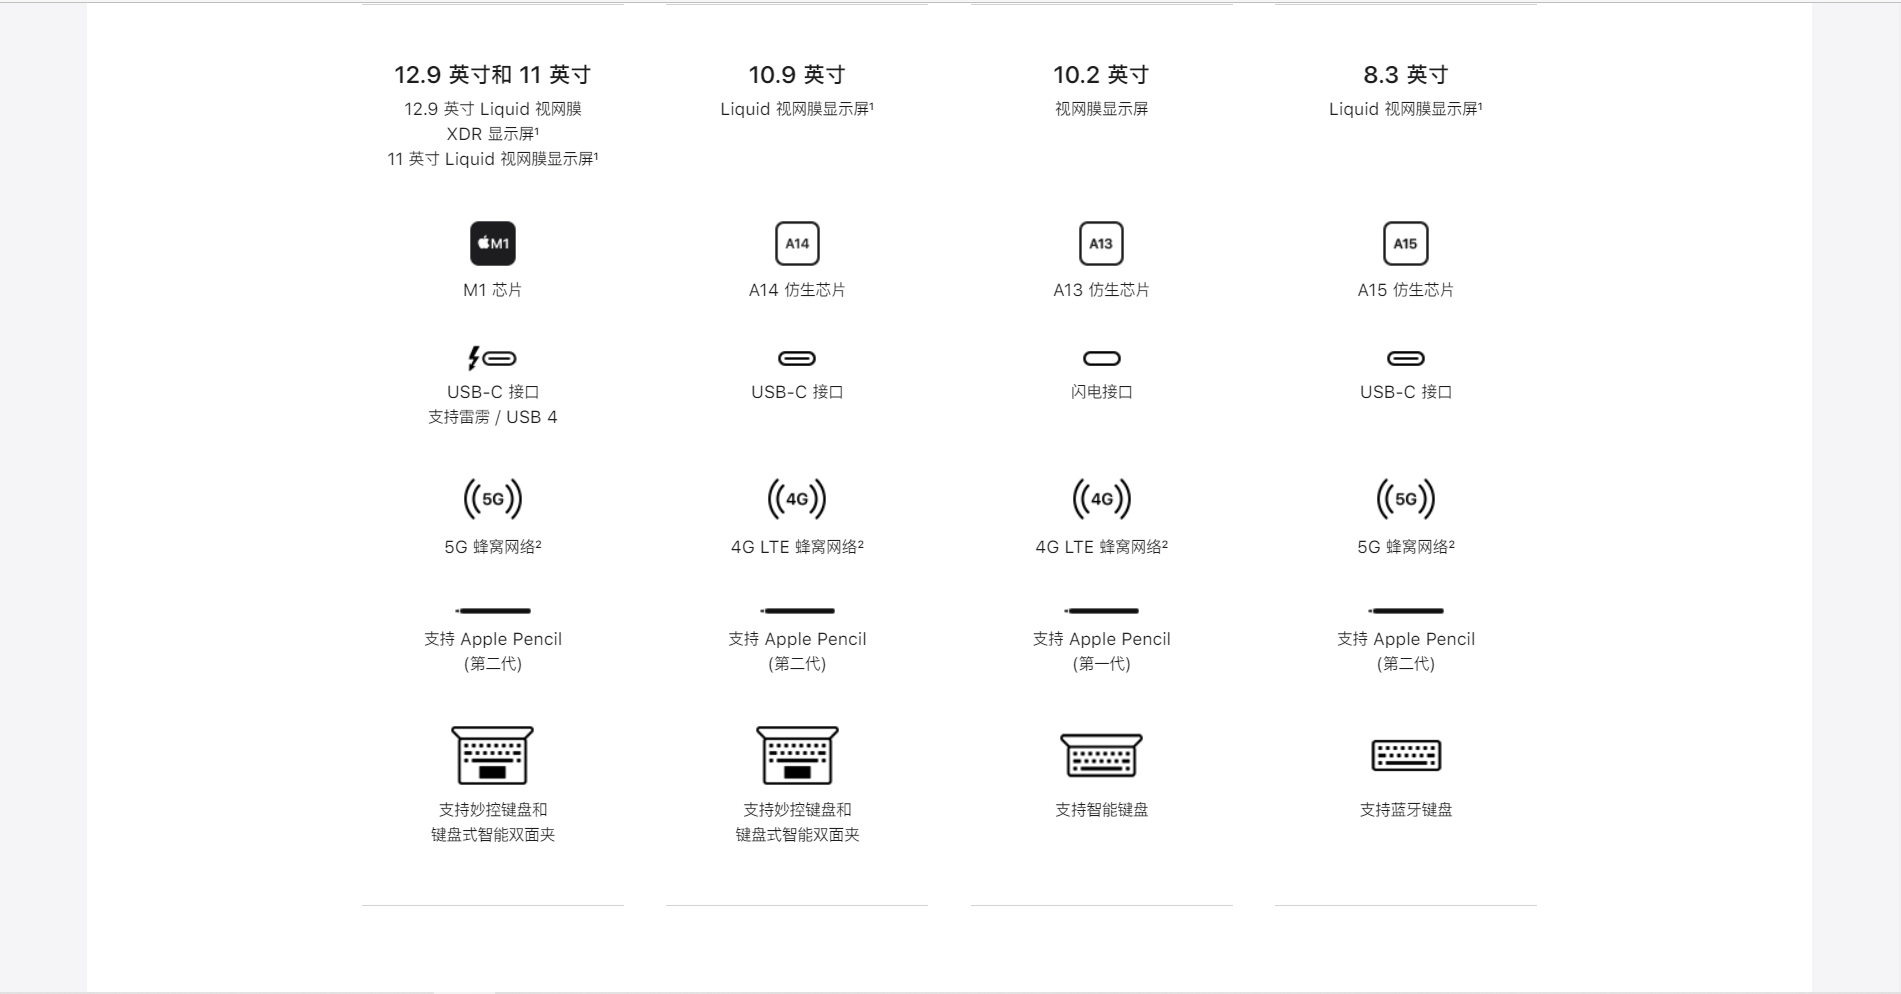 12.9 英寸和 11 英寸
12.9 英寸 Liquid 视网膜
XDR 显示屏¹
11 英寸 Liquid 视网膜显示屏¹
M1
M1 芯片
USB-C 接口
支持雷雳 / USB 4
5G
5G 蜂窝网络²
支持 Apple Pencil
(第二代)
支持妙控键盘和
键盘式智能双面夹
10.9 英寸
Liquid 视网膜显示屏¹
A14
A14 仿生芯片
USB-C 接口
4G
4G LTE 蜂窝网络²
支持 Apple Pencil
(第二代)
支持妙控键盘和
键盘式智能双面夹
10.2 英寸
视网膜显示屏
A13
A13 仿生芯片
闪电接口
4G
4G LTE 蜂窝网络²
支持 Apple Pencil
(第一代)
支持智能键盘
8.3 英寸
Liquid 视网膜显示屏¹
A15
A15 仿生芯片
USB-C 接口
5G
5G 蜂窝网络²
支持 Apple Pencil
(第二代)
支持蓝牙键盘